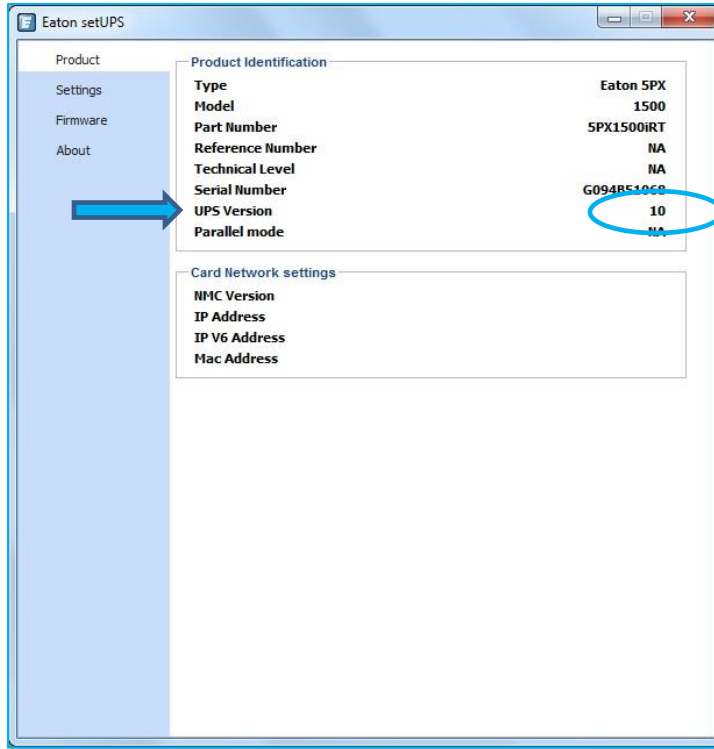 Eaton setUPS
Product
Settings
Firmware
About
Product Identification
Type Eaton 5PX
Model 1500
Part Number 5PX1500iRT
Reference Number NA
Technical Level NA
Serial Number G094B51068
UPS Version 10
Parallel mode NA
Card Network settings
NMC Version
IP Address
IP V6 Address
Mac Address